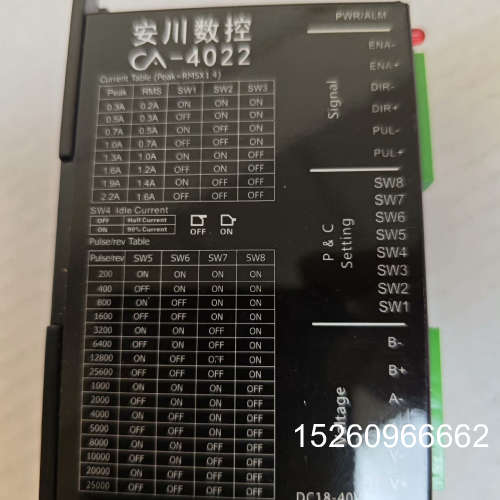 安川数控
CA-4022
Current Table (Peak=RMSX1.4)
Peak RMS SW1 SW2 SW3
0.3A 0.2A ON ON ON
0.5A 0.3A OFF ON ON
0.7A 0.5A ON OFF ON
1.0A 0.7A OFF OFF ON
1.3A 1.0A ON ON OFF
1.6A 1.2A OFF ON OFF
1.9A 1.4A ON OFF OFF
2.2A 1.6A OFF OFF OFF
SW4 Idle Current
OFF Half Current
ON 90% Current
OFF ON
Pulse/rev Table
Pulse/rev SW5 SW6 SW7 SW8
200 ON ON ON ON
400 OFF ON ON ON
800 ON OFF ON ON
1600 OFF OFF ON ON
3200 ON ON OFF ON
6400 OFF ON OFF ON
12800 ON OFF OFF ON
25600 OFF OFF OFF ON
1000 ON ON ON OFF
2000 OFF ON ON OFF
4000 ON OFF ON OFF
5000 OFF OFF ON OFF
8000 ON ON OFF OFF
10000 OFF ON OFF OFF
20000 ON OFF OFF OFF
25000 OFF OFF OFF OFF
PWR/ALM
ENA-
ENA+
DIR-
DIR+
PUL-
PUL+
Signal
SW8
SW7
SW6
SW5
SW4
SW3
SW2
SW1
P & C
Setting
B-
B+
A-
V-
V+
DC18-40V
15260966662